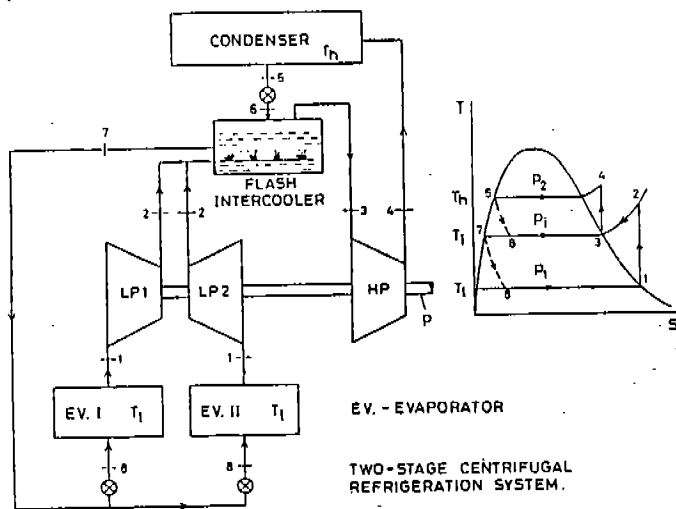 CONDENSER
Th
5
6
7
FLASH
INTERCOOLER
2
2
3
4
LP1
LP2
HP
P
1
1
EV. I T1
EV. II T1
8
8
EV. - EVAPORATOR
TWO-STAGE CENTRIFUGAL
REFRIGERATION SYSTEM.
T
Th
Ti
T1
5
P2
4
2
7
6
Pi
3
8
P1
1
S